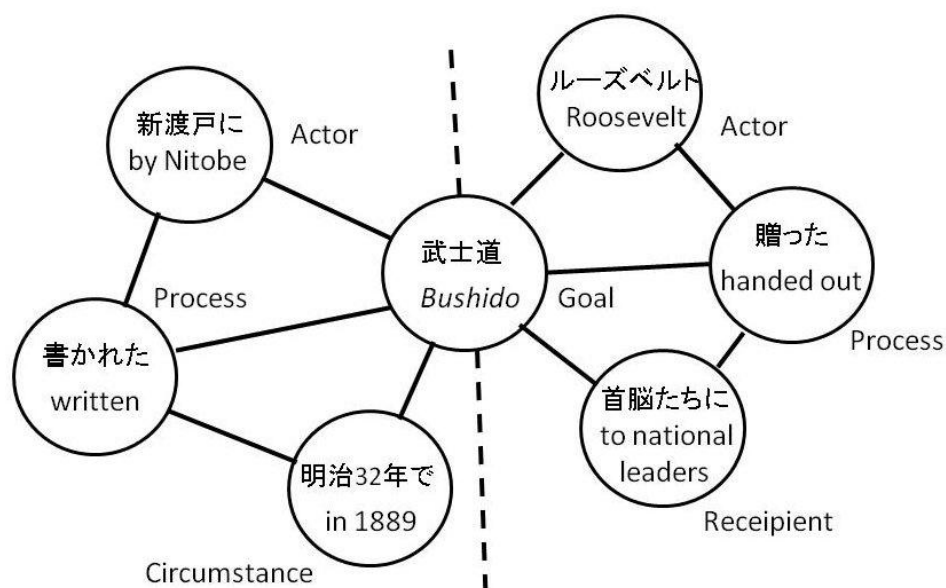 新渡戸に
by Nitobe
Actor
書かれた
written
Process
明治32年で
in 1889
Circumstance
武士道
Bushido
Goal
ルーズベルト
Roosevelt
Actor
贈った
handed out
Process
首脳たちに
to national
leaders
Receipient